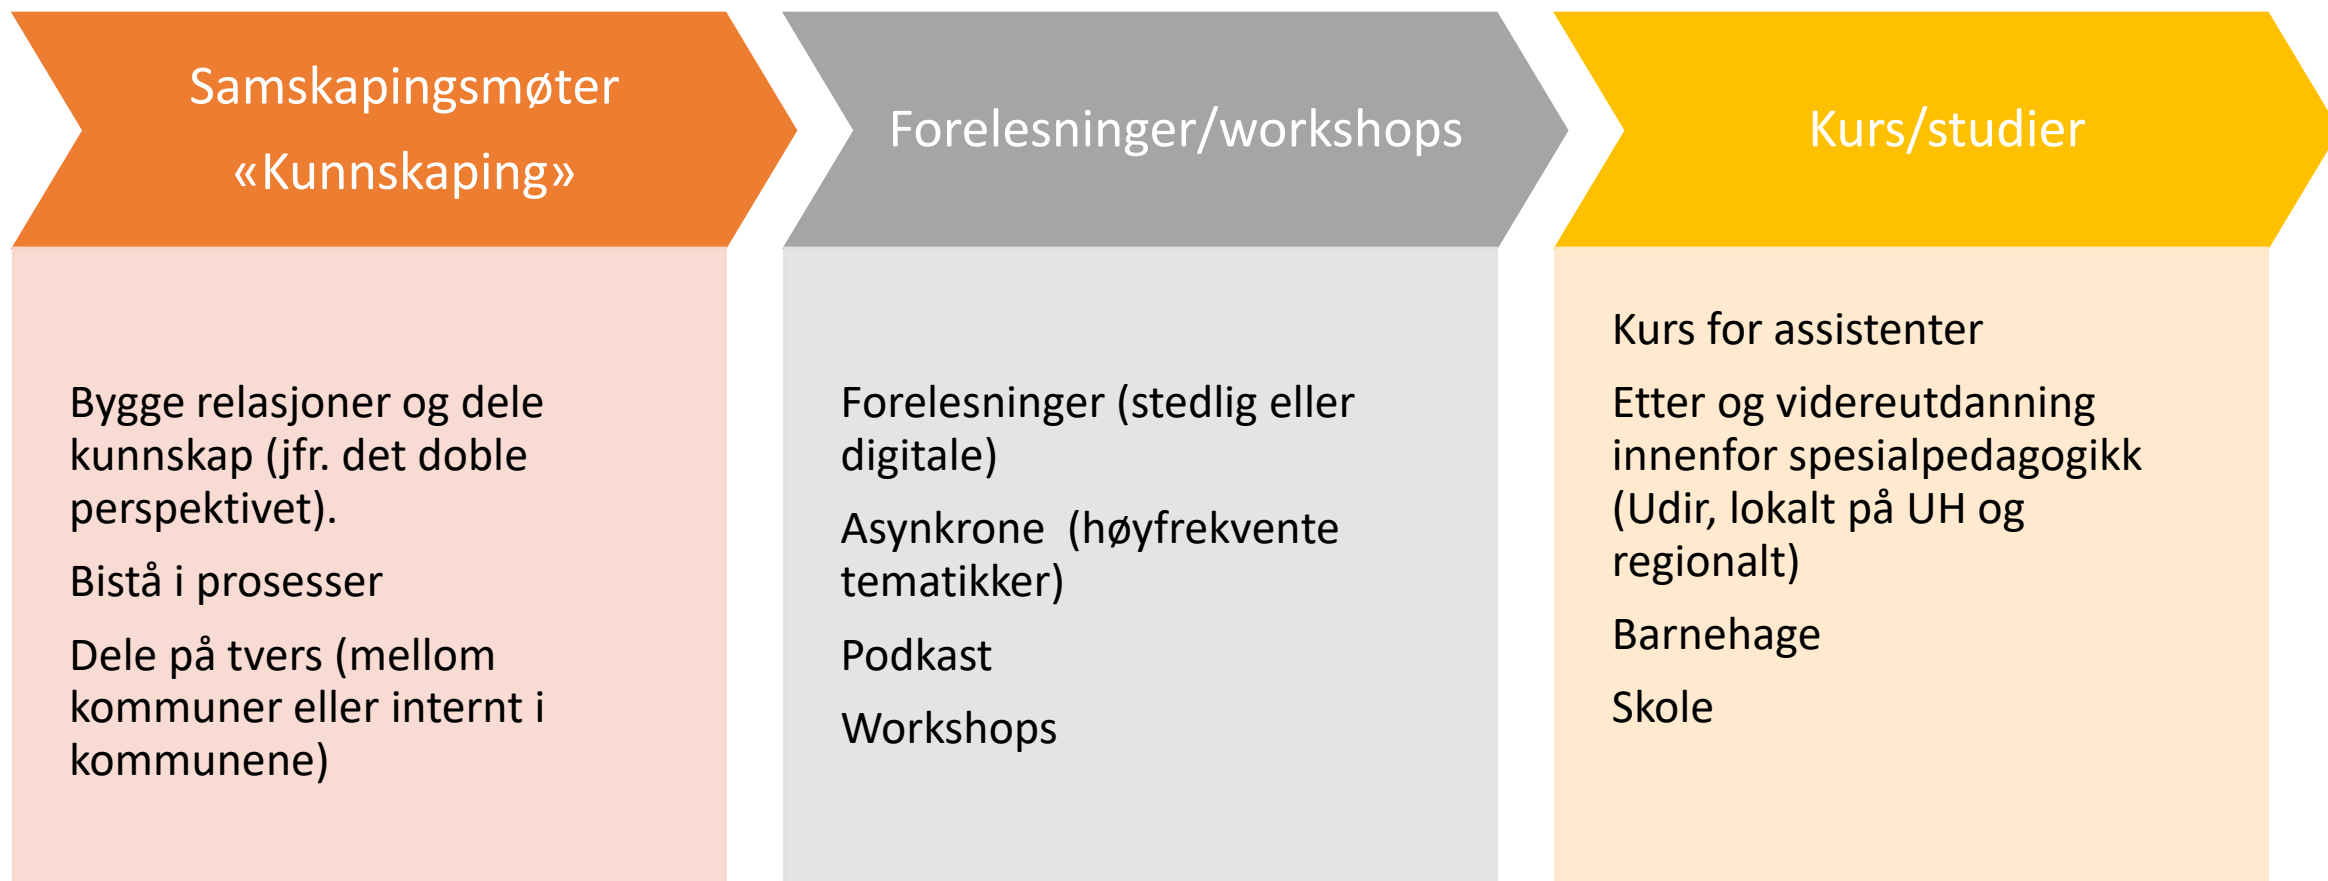 Samskapingsmøter
«Kunnskaping»
Bygge relasjoner og dele
kunnskap (jfr. det doble
perspektivet).
Bistå i prosesser
Dele på tvers (mellom
kommuner eller internt i
kommunene)
Forelesninger/workshops
Forelesninger (stedlig eller
digitale)
Asynkrone  (høyfrekvente
tematikker)
Podkast
Workshops
Kurs/studier
Kurs for assistenter
Etter og videreutdanning
innenfor spesialpedagogikk
(Udir, lokalt på UH og
regionalt)
Barnehage
Skole